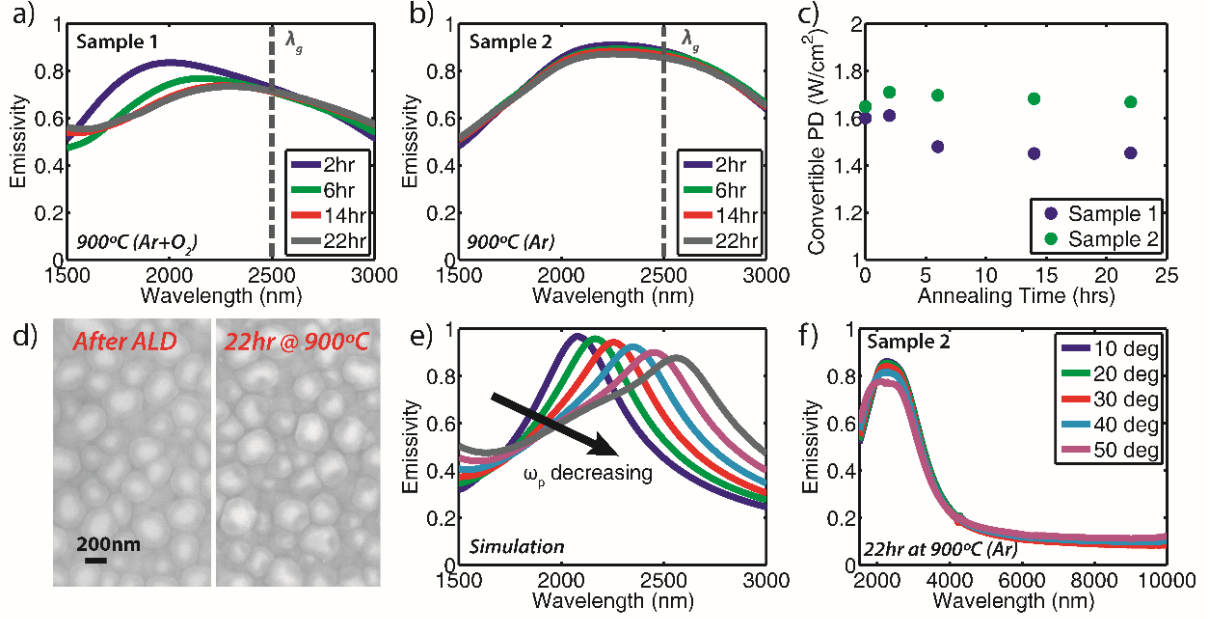 a)
Sample 1
λg
Emissivity
1
0.8
0.6
0.4
0.2
0
2hr
6hr
14hr
22hr
900ºC (Ar+O2)
1500 2000 2500 3000
Wavelength (nm)
b)
Sample 2
λg
Emissivity
1
0.8
0.6
0.4
0.2
0
2hr
6hr
14hr
22hr
900ºC (Ar)
1500 2000 2500 3000
Wavelength (nm)
c)
Convertible PD (W/cm2)
2
1.8
1.6
1.4
1.2
1
Sample 1
Sample 2
0 5 10 15 20 25
Annealing Time (hrs)
d)
After ALD
22hr @ 900ºC
200nm
e)
Emissivity
1
0.8
0.6
0.4
0.2
0
ωp decreasing
Simulation
1500 2000 2500 3000
Wavelength (nm)
f)
Sample 2
Emissivity
1
0.8
0.6
0.4
0.2
0
10 deg
20 deg
30 deg
40 deg
50 deg
22hr at 900ºC (Ar)
2000 4000 6000 8000 10000
Wavelength (nm)